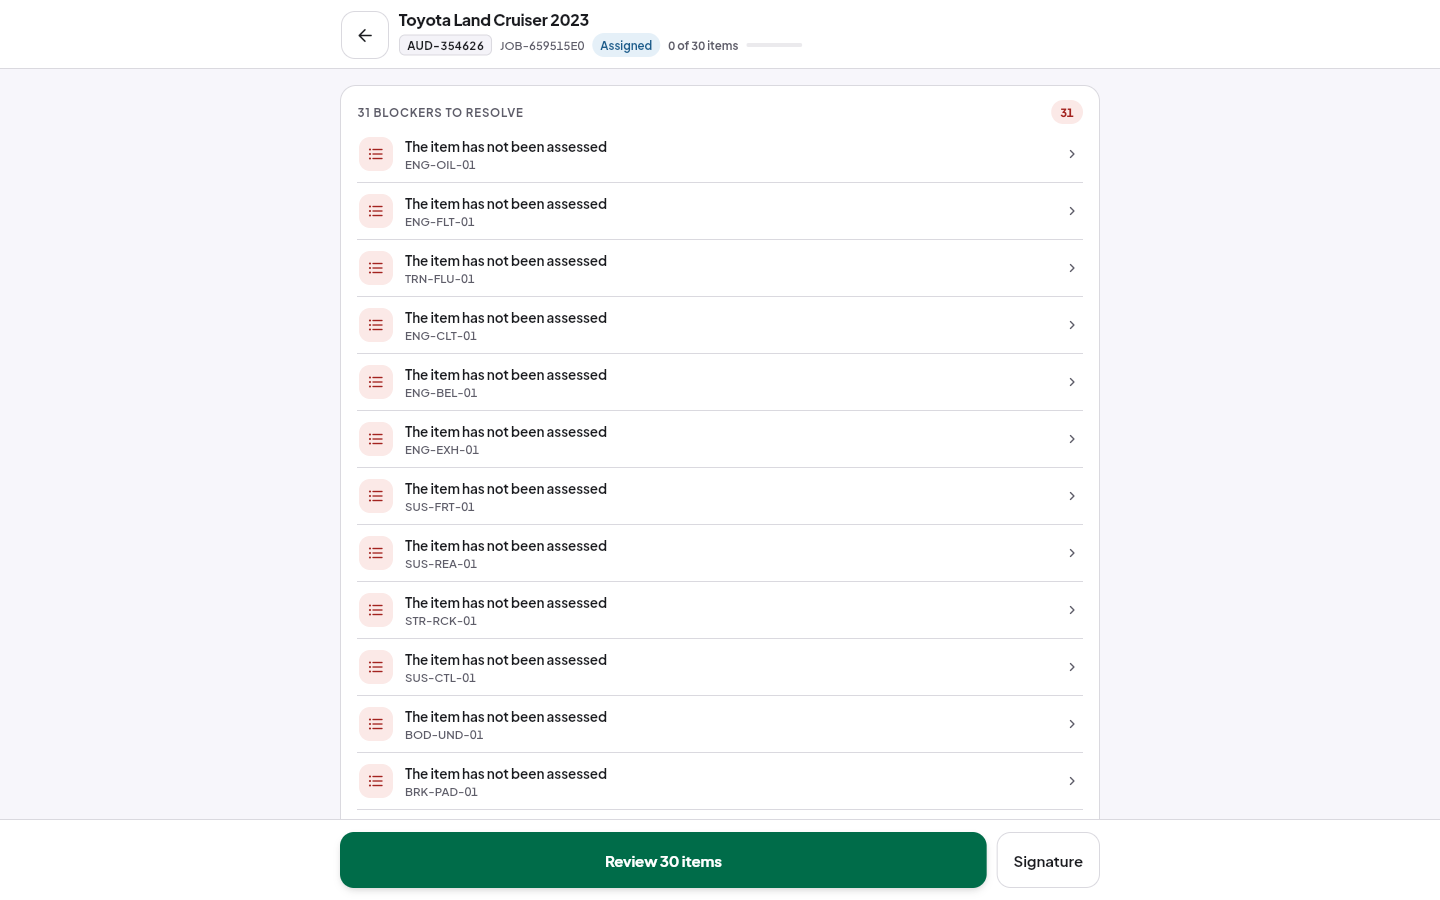 Toyota Land Cruiser 2023
AUD-354626 JOB-659515E0 Assigned 0 of 30 items
31 BLOCKERS TO RESOLVE 31
The item has not been assessed
ENG-OIL-01
The item has not been assessed
ENG-FLT-01
The item has not been assessed
TRN-FLU-01
The item has not been assessed
ENG-CLT-01
The item has not been assessed
ENG-BEL-01
The item has not been assessed
ENG-EXH-01
The item has not been assessed
SUS-FRT-01
The item has not been assessed
SUS-REA-01
The item has not been assessed
STR-RCK-01
The item has not been assessed
SUS-CTL-01
The item has not been assessed
BOD-UND-01
The item has not been assessed
BRK-PAD-01
Review 30 items Signature